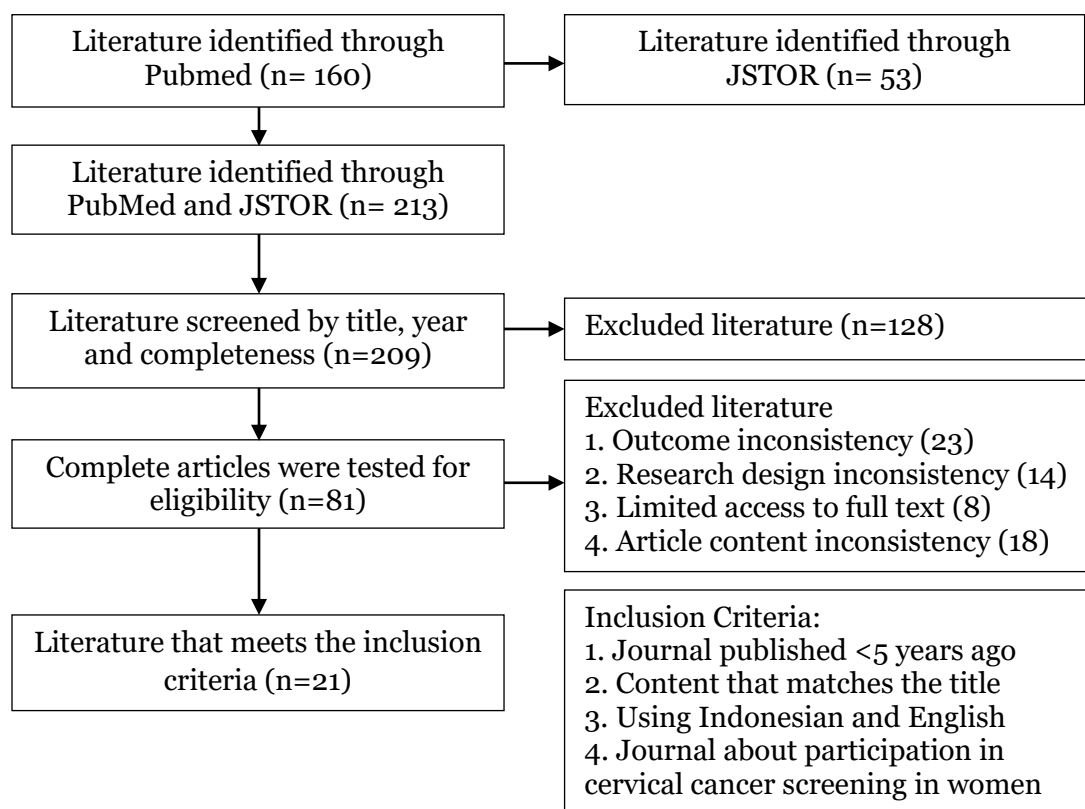 Literature identified through
Pubmed (n= 160)
Literature identified through
JSTOR (n= 53)
Literature identified through
PubMed and JSTOR (n= 213)
Literature screened by title, year
and completeness (n=209)
Excluded literature (n=128)
Complete articles were tested for
eligibility (n=81)
Excluded literature
1. Outcome inconsistency (23)
2. Research design inconsistency (14)
3. Limited access to full text (8)
4. Article content inconsistency (18)
Literature that meets the inclusion
criteria (n=21)
Inclusion Criteria:
1. Journal published <5 years ago
2. Content that matches the title
3. Using Indonesian and English
4. Journal about participation in
cervical cancer screening in women